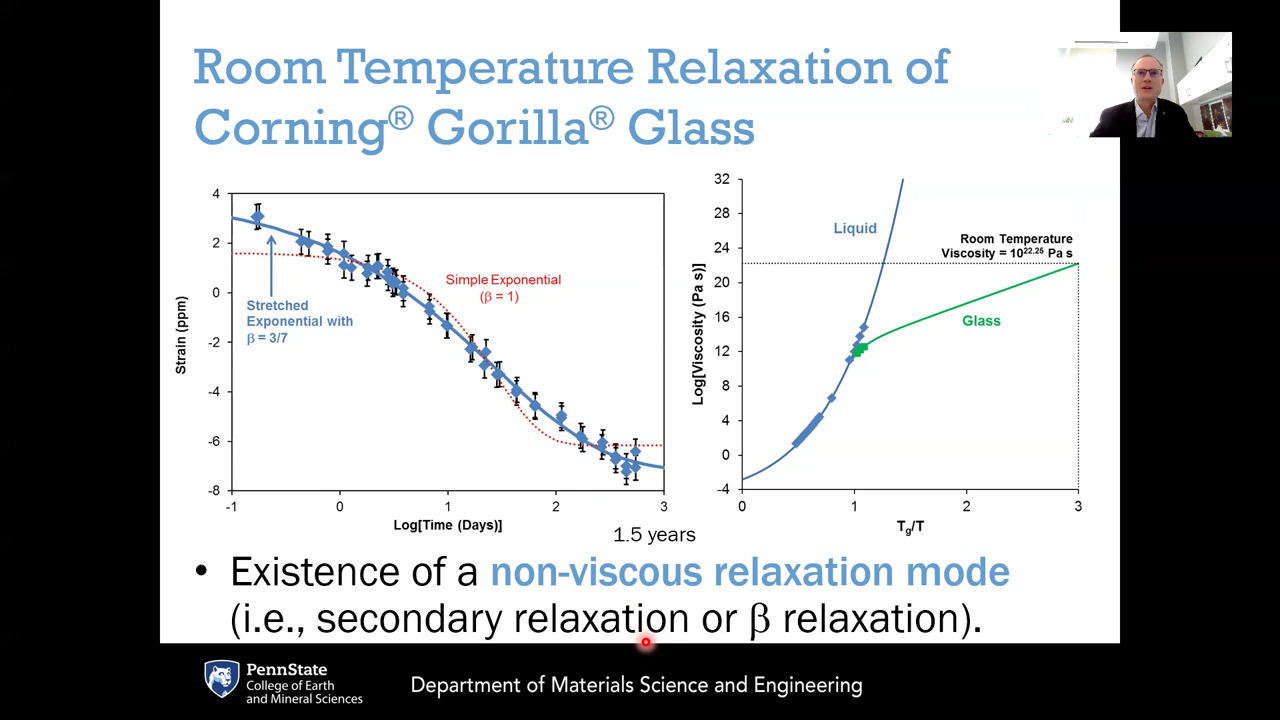 Room Temperature Relaxation of
Corning® Gorilla® Glass
4
2
0
-2
-4
-6
-8
Strain (ppm)
-1
0
1
2
3
Log[Time (Days)]
Stretched
Exponential with
β = 3/7
Simple Exponential
(β = 1)
1.5 years
32
28
24
20
16
12
8
4
0
-4
Log[Viscosity (Pa s)]
0
1
2
3
Tg/T
Liquid
Room Temperature
Viscosity = 10^22.25 Pa s
Glass
• Existence of a non-viscous relaxation mode
(i.e., secondary relaxation or β relaxation).
PennState
College of Earth
and Mineral Sciences
Department of Materials Science and Engineering